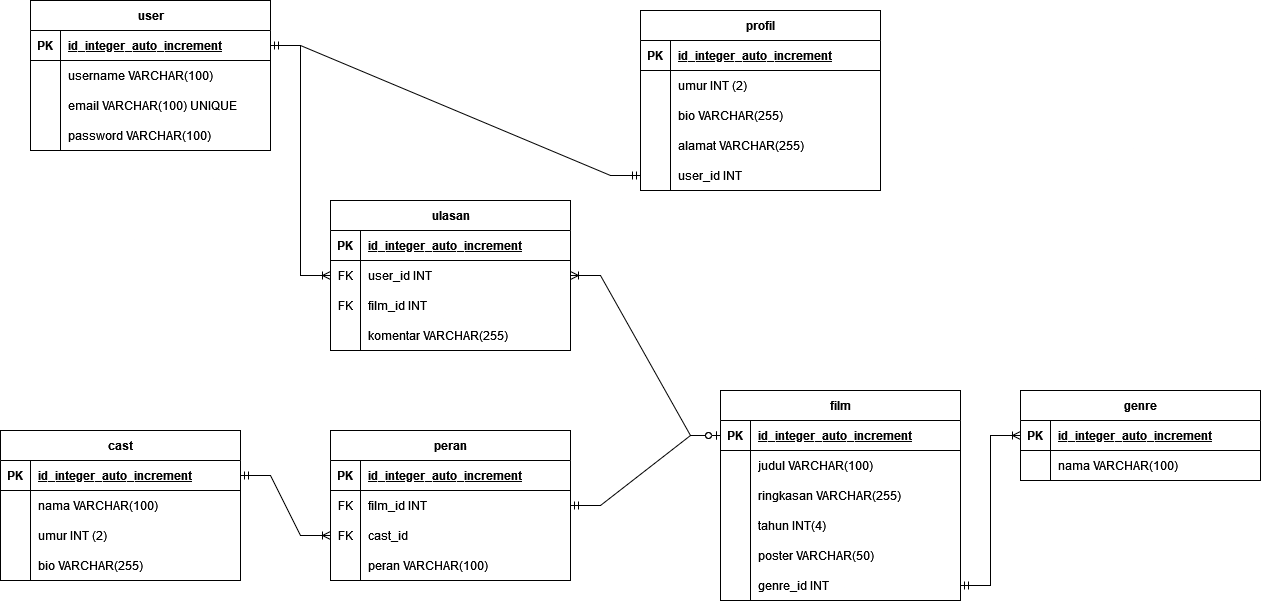 user
PK id_integer_auto_increment
username VARCHAR(100)
email VARCHAR(100) UNIQUE
password VARCHAR(100)
profil
PK id_integer_auto_increment
umur INT (2)
bio VARCHAR(255)
alamat VARCHAR(255)
user_id INT
ulasan
PK id_integer_auto_increment
FK user_id INT
FK film_id INT
komentar VARCHAR(255)
cast
PK id_integer_auto_increment
nama VARCHAR(100)
umur INT (2)
bio VARCHAR(255)
peran
PK id_integer_auto_increment
FK film_id INT
FK cast_id
peran VARCHAR(100)
film
PK id_integer_auto_increment
judul VARCHAR(100)
ringkasan VARCHAR(255)
tahun INT(4)
poster VARCHAR(50)
genre_id INT
genre
PK id_integer_auto_increment
nama VARCHAR(100)